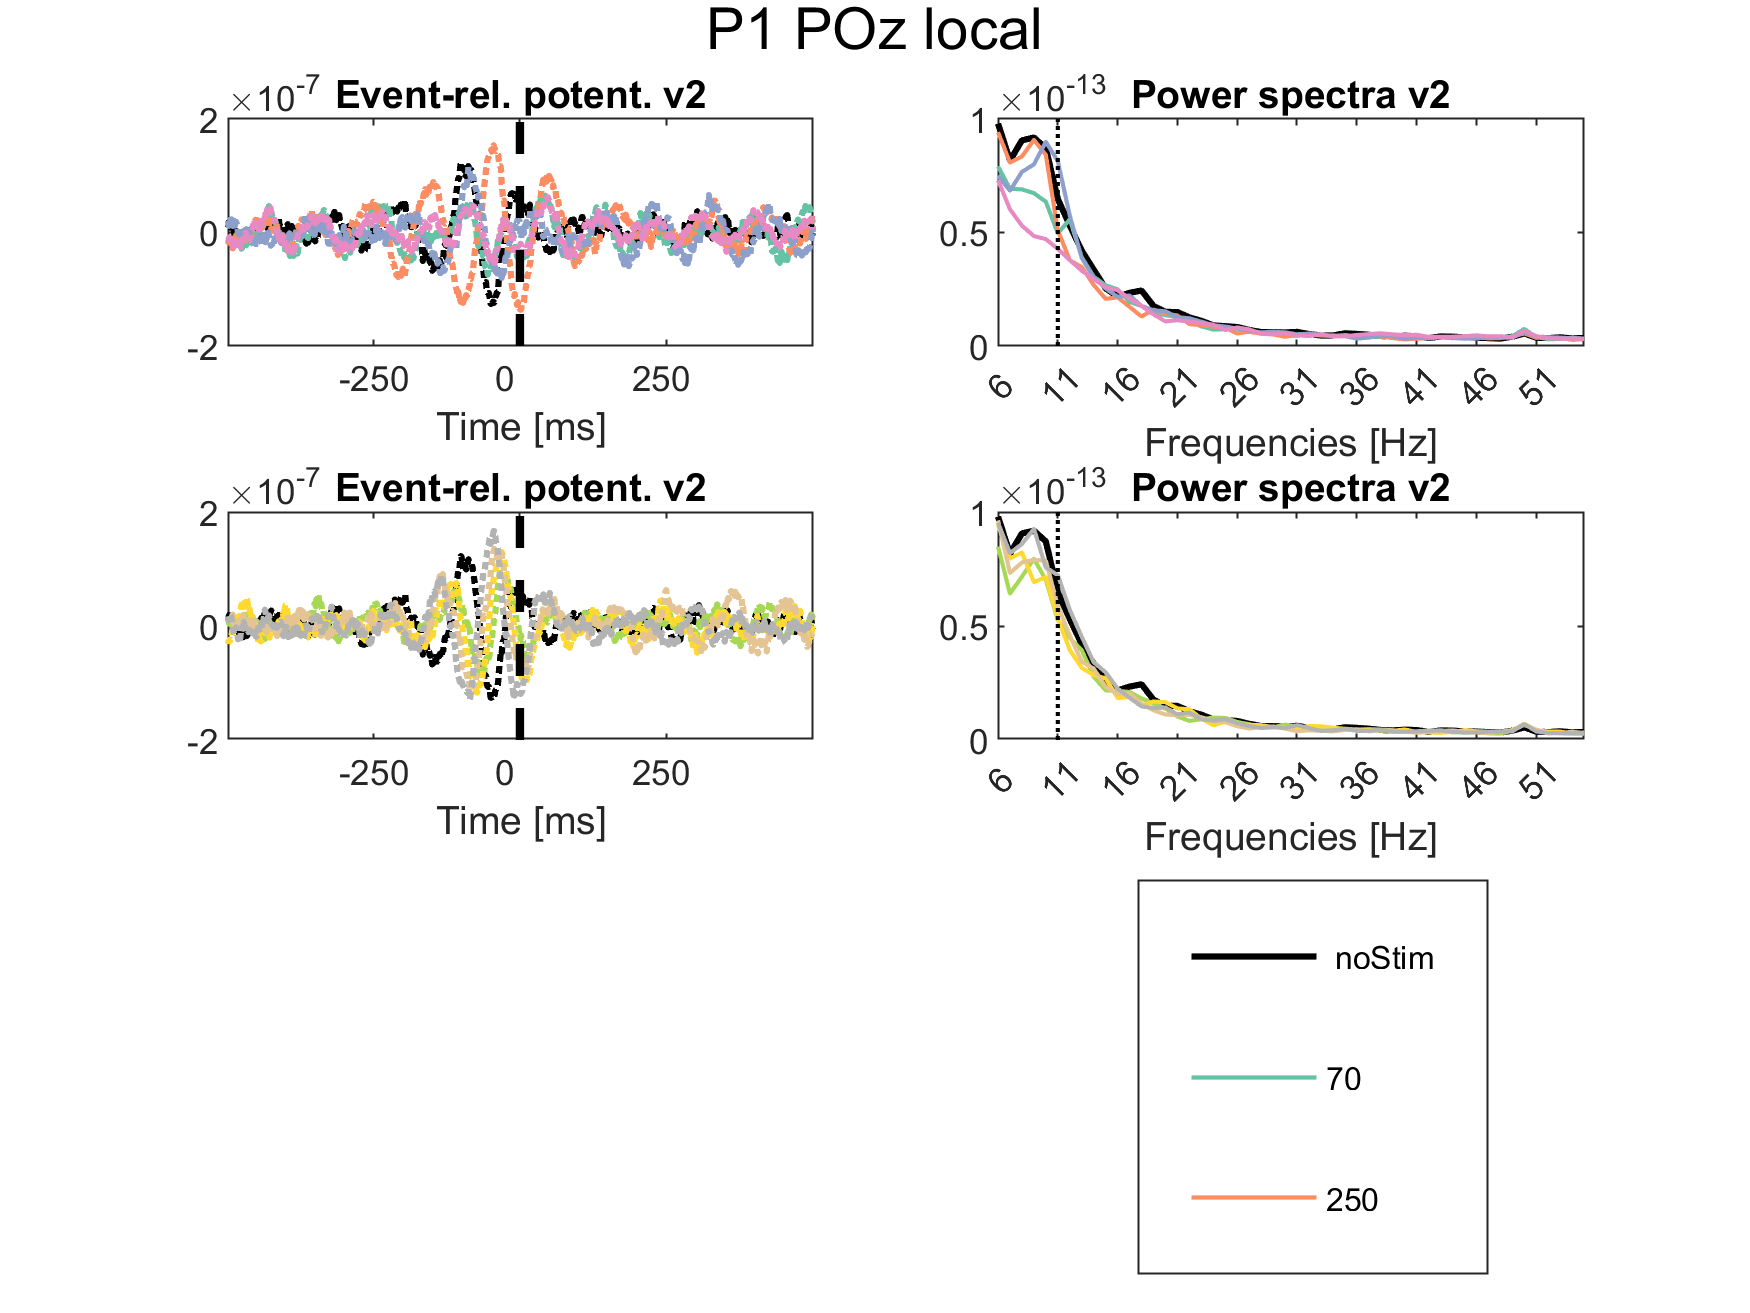 P1 POz local
×10-7 Event-rel. potent. v2
2
0
-2
-250 0 250
Time [ms]
×10-13 Power spectra v2
1
0.5
0
6 11 16 21 26 31 36 41 46 51
Frequencies [Hz]
×10-7 Event-rel. potent. v2
2
0
-2
-250 0 250
Time [ms]
×10-13 Power spectra v2
1
0.5
0
6 11 16 21 26 31 36 41 46 51
Frequencies [Hz]
noStim
70
250